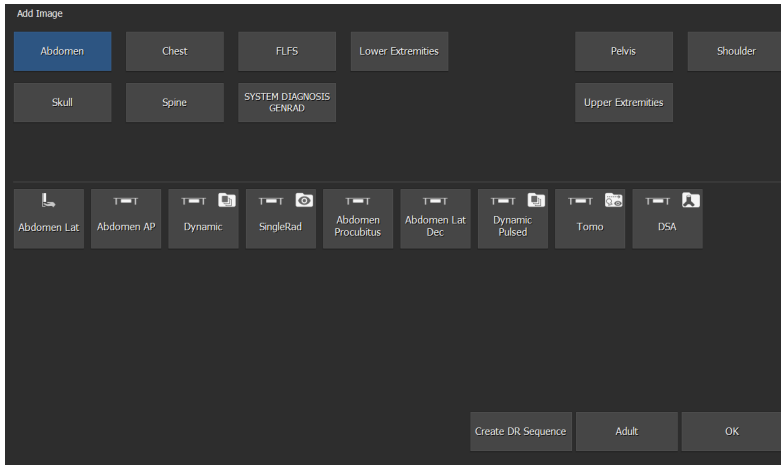 Add Image
Abdomen
Chest
FLFS
Lower Extremities
Pelvis
Shoulder
Skull
Spine
SYSTEM DIAGNOSIS
GENRAD
Upper Extremities
Abdomen Lat
Abdomen AP
Dynamic
SingleRad
Abdomen
Procubitus
Abdomen Lat
Dec
Dynamic
Pulsed
Tomo
DSA
Create DR Sequence
Adult
OK